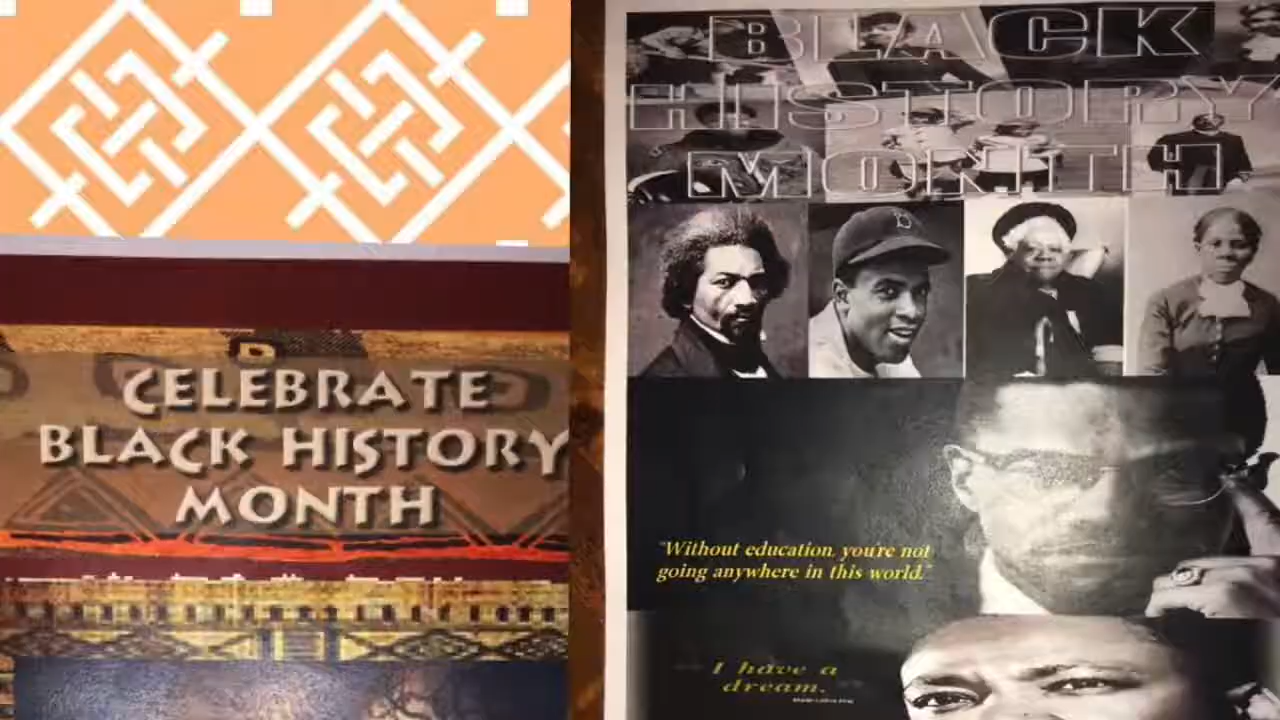 CELEBRATE
BLACK HISTORY
MONTH
BLACK
HISTORY
MONTH
B
"Without education, you're not
going anywhere in this world."
I have a
dream.